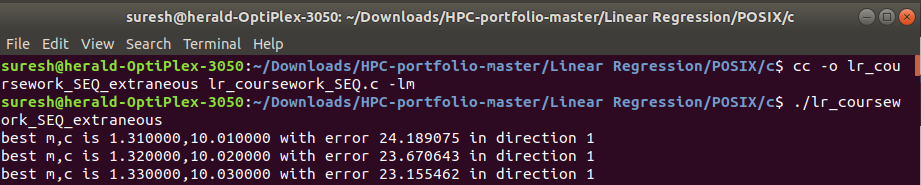 suresh@herald-OptiPlex-3050: ~/Downloads/HPC-portfolio-master/Linear Regression/POSIX/c
File Edit View Search Terminal Help
suresh@herald-OptiPlex-3050:~/Downloads/HPC-portfolio-master/Linear Regression/POSIX/c$ cc -o lr_cou
rsework_SEQ_extraneous lr_coursework_SEQ.c -lm
suresh@herald-OptiPlex-3050:~/Downloads/HPC-portfolio-master/Linear Regression/POSIX/c$ ./lr_coursew
ork_SEQ_extraneous
best m,c is 1.310000,10.010000 with error 24.189075 in direction 1
best m,c is 1.320000,10.020000 with error 23.670643 in direction 1
best m,c is 1.330000,10.030000 with error 23.155462 in direction 1